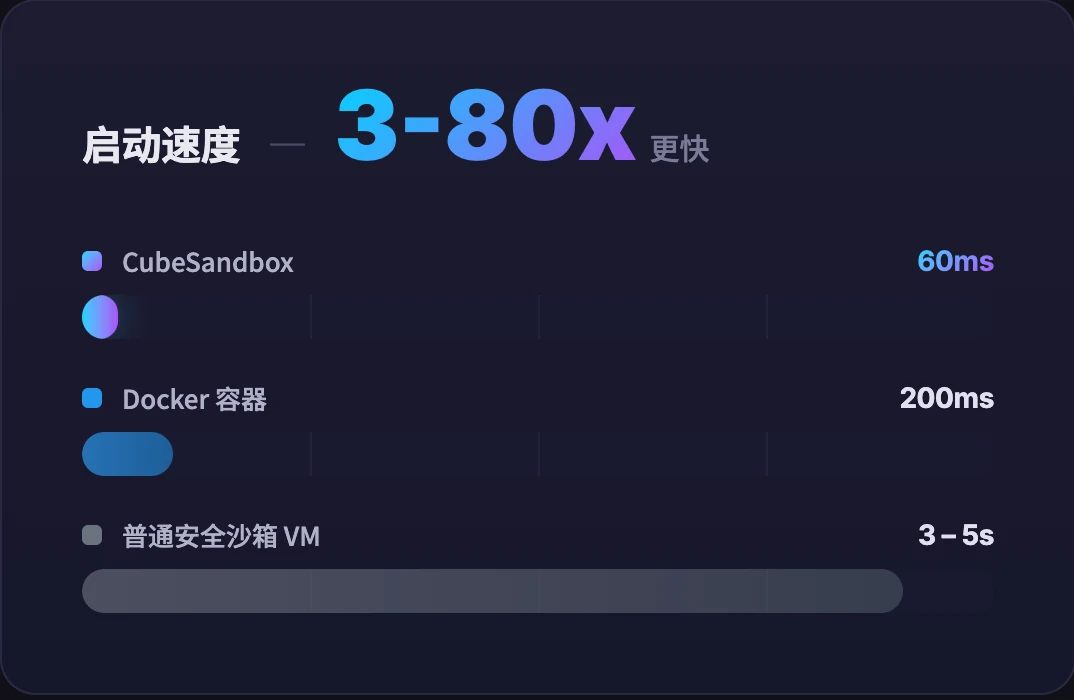 启动速度 — 3-80x 更快
CubeSandbox 60ms
Docker 容器 200ms
普通安全沙箱 VM 3 – 5s